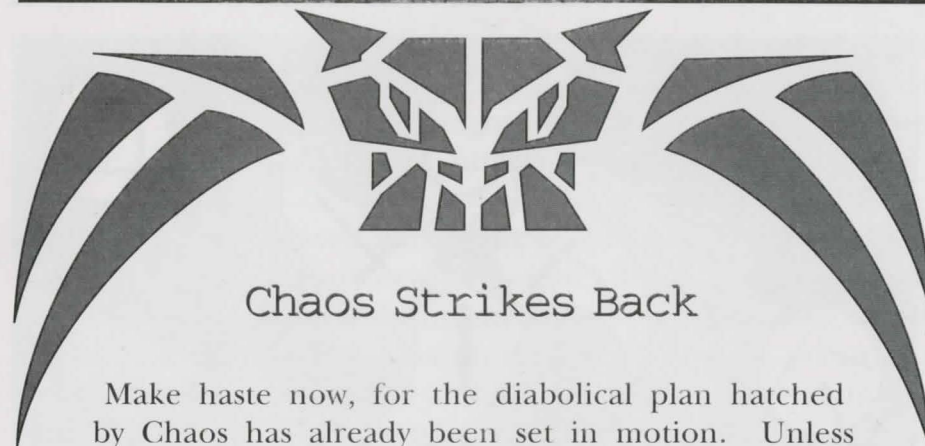 Chaos Strikes Back
Make haste now, for the diabolical plan hatched
by Chaos has already been set in motion. Unless